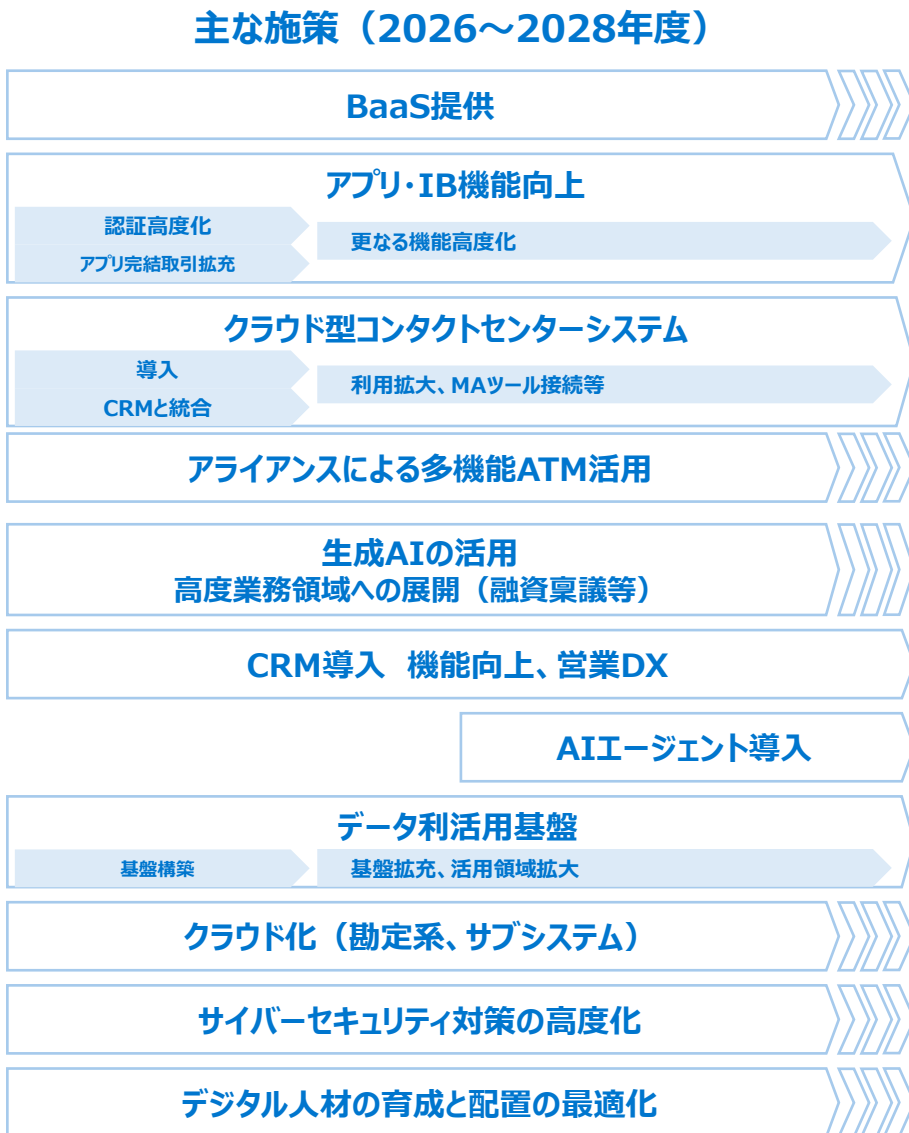 主な施策（2026～2028年度）
BaaS提供
アプリ・IB機能向上
認証高度化
アプリ完結取引拡充
更なる機能高度化
クラウド型コンタクトセンターシステム
導入
CRMと統合
利用拡大、MAツール接続等
アライアンスによる多機能ATM活用
生成AIの活用
高度業務領域への展開（融資稟議等）
CRM導入 機能向上、営業DX
AIエージェント導入
データ利活用基盤
基盤構築
基盤拡充、活用領域拡大
クラウド化（勘定系、サブシステム）
サイバーセキュリティ対策の高度化
デジタル人材の育成と配置の最適化